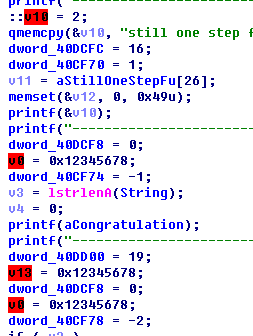 printf("------------------------
::v10 = 2;
qmemcpy(&v10, "still one step f
dword_40DCFC = 16;
dword_40CF70 = 1;
v11 = aStillOneStepFu[26];
memset(&v12, 0, 0x49u);
printf(&v10);
printf("------------------------
dword_40DCF8 = 0;
v0 = 0x12345678;
dword_40CF74 = -1;
v3 = lstrlenA(String);
v4 = 0;
printf(aCongratulation);
printf("------------------------
dword_40DD00 = 19;
v13 = 0x12345678;
dword_40DCF8 = 0;
v0 = 0x12345678;
dword_40CF78 = -2;